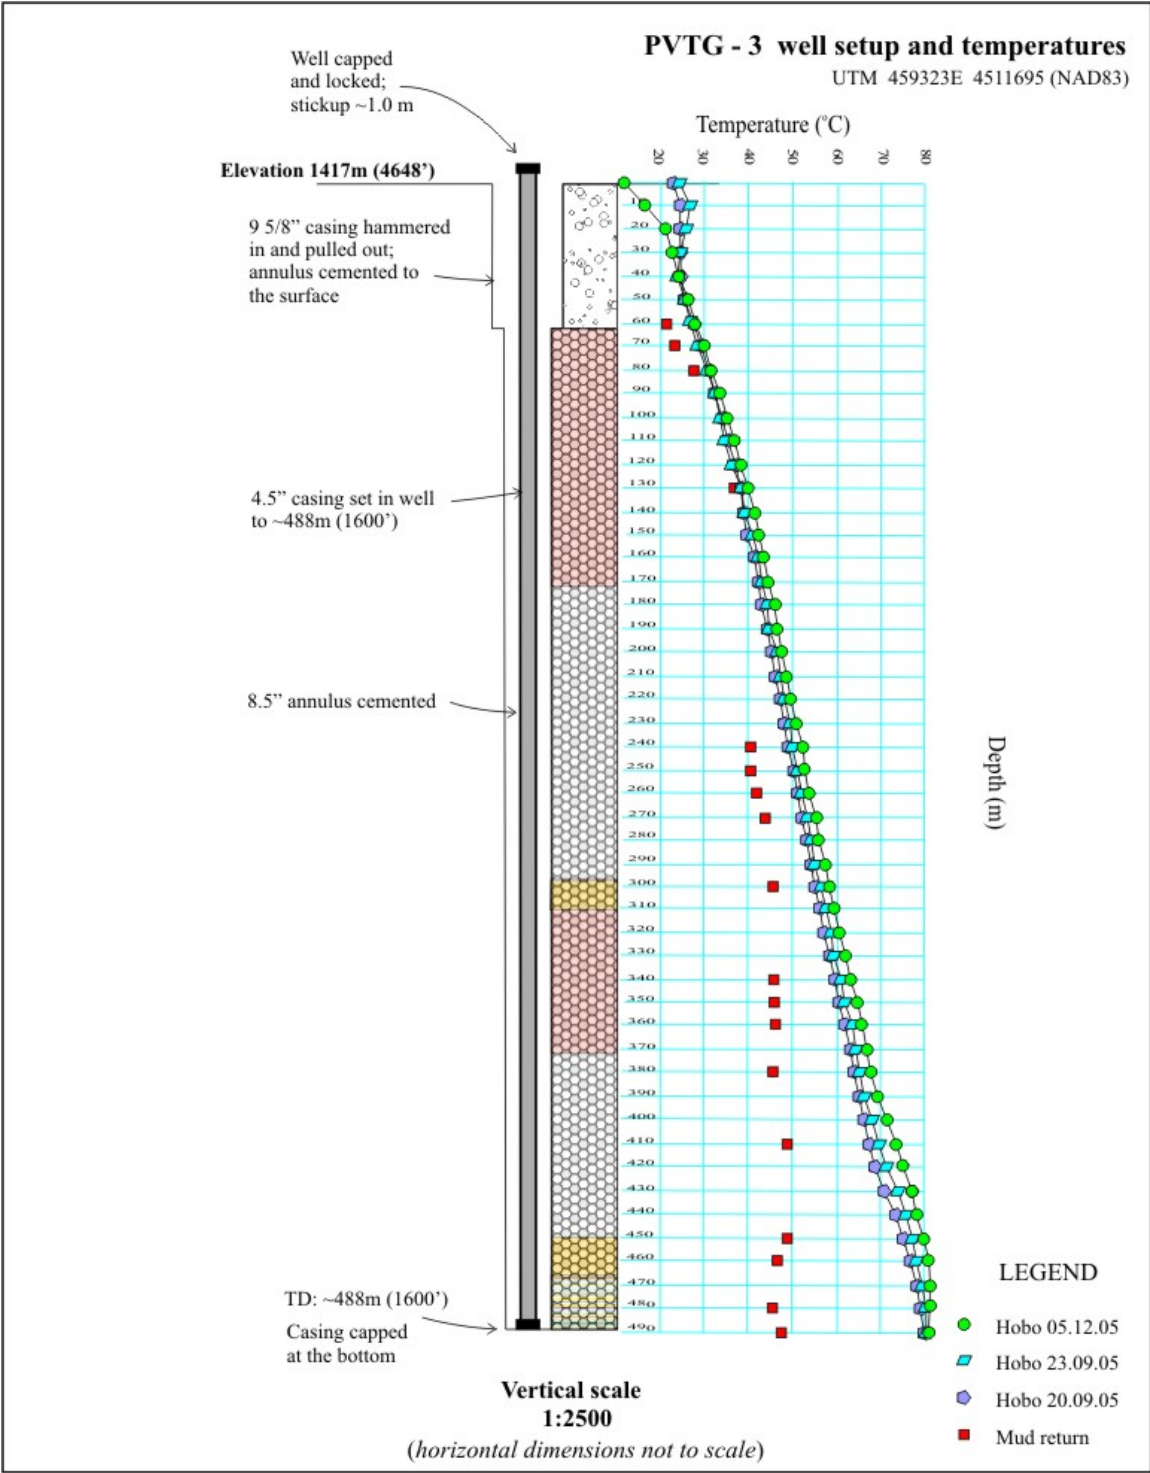 PVTG - 3 well setup and temperatures
UTM 459323E 4511695 (NAD83)
Well capped
and locked;
stickup ~1.0 m
Temperature (°C)
20 30 40 50 60 70 80
Elevation 1417m (4648’)
9 5/8” casing hammered
in and pulled out;
annulus cemented to
the surface
4.5” casing set in well
to ~488m (1600’)
8.5” annulus cemented
20
30
40
50
60
70
80
90
100
110
120
130
140
150
160
170
180
190
200
210
220
230
240
250
260
270
280
290
300
310
320
330
340
350
360
370
380
390
400
410
420
430
440
450
460
470
480
490
Depth (m)
TD: ~488m (1600’)
Casing capped
at the bottom
LEGEND
Hobo 05.12.05
Hobo 23.09.05
Hobo 20.09.05
Mud return
Vertical scale
1:2500
(horizontal dimensions not to scale)